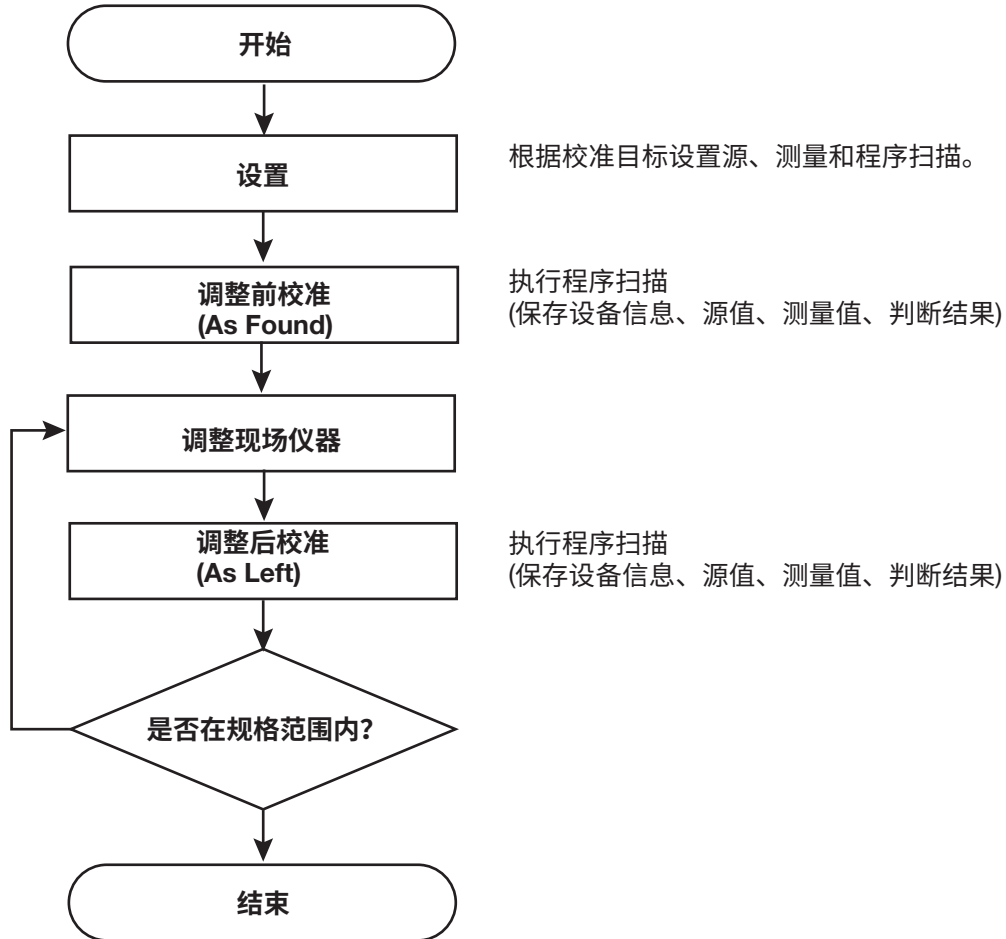 开始
设置
根据校准目标设置源、测量和程序扫描。
调整前校准
(As Found)
执行程序扫描
(保存设备信息、源值、测量值、判断结果)
调整现场仪器
调整后校准
(As Left)
执行程序扫描
(保存设备信息、源值、测量值、判断结果)
是否在规格范围内?
结束